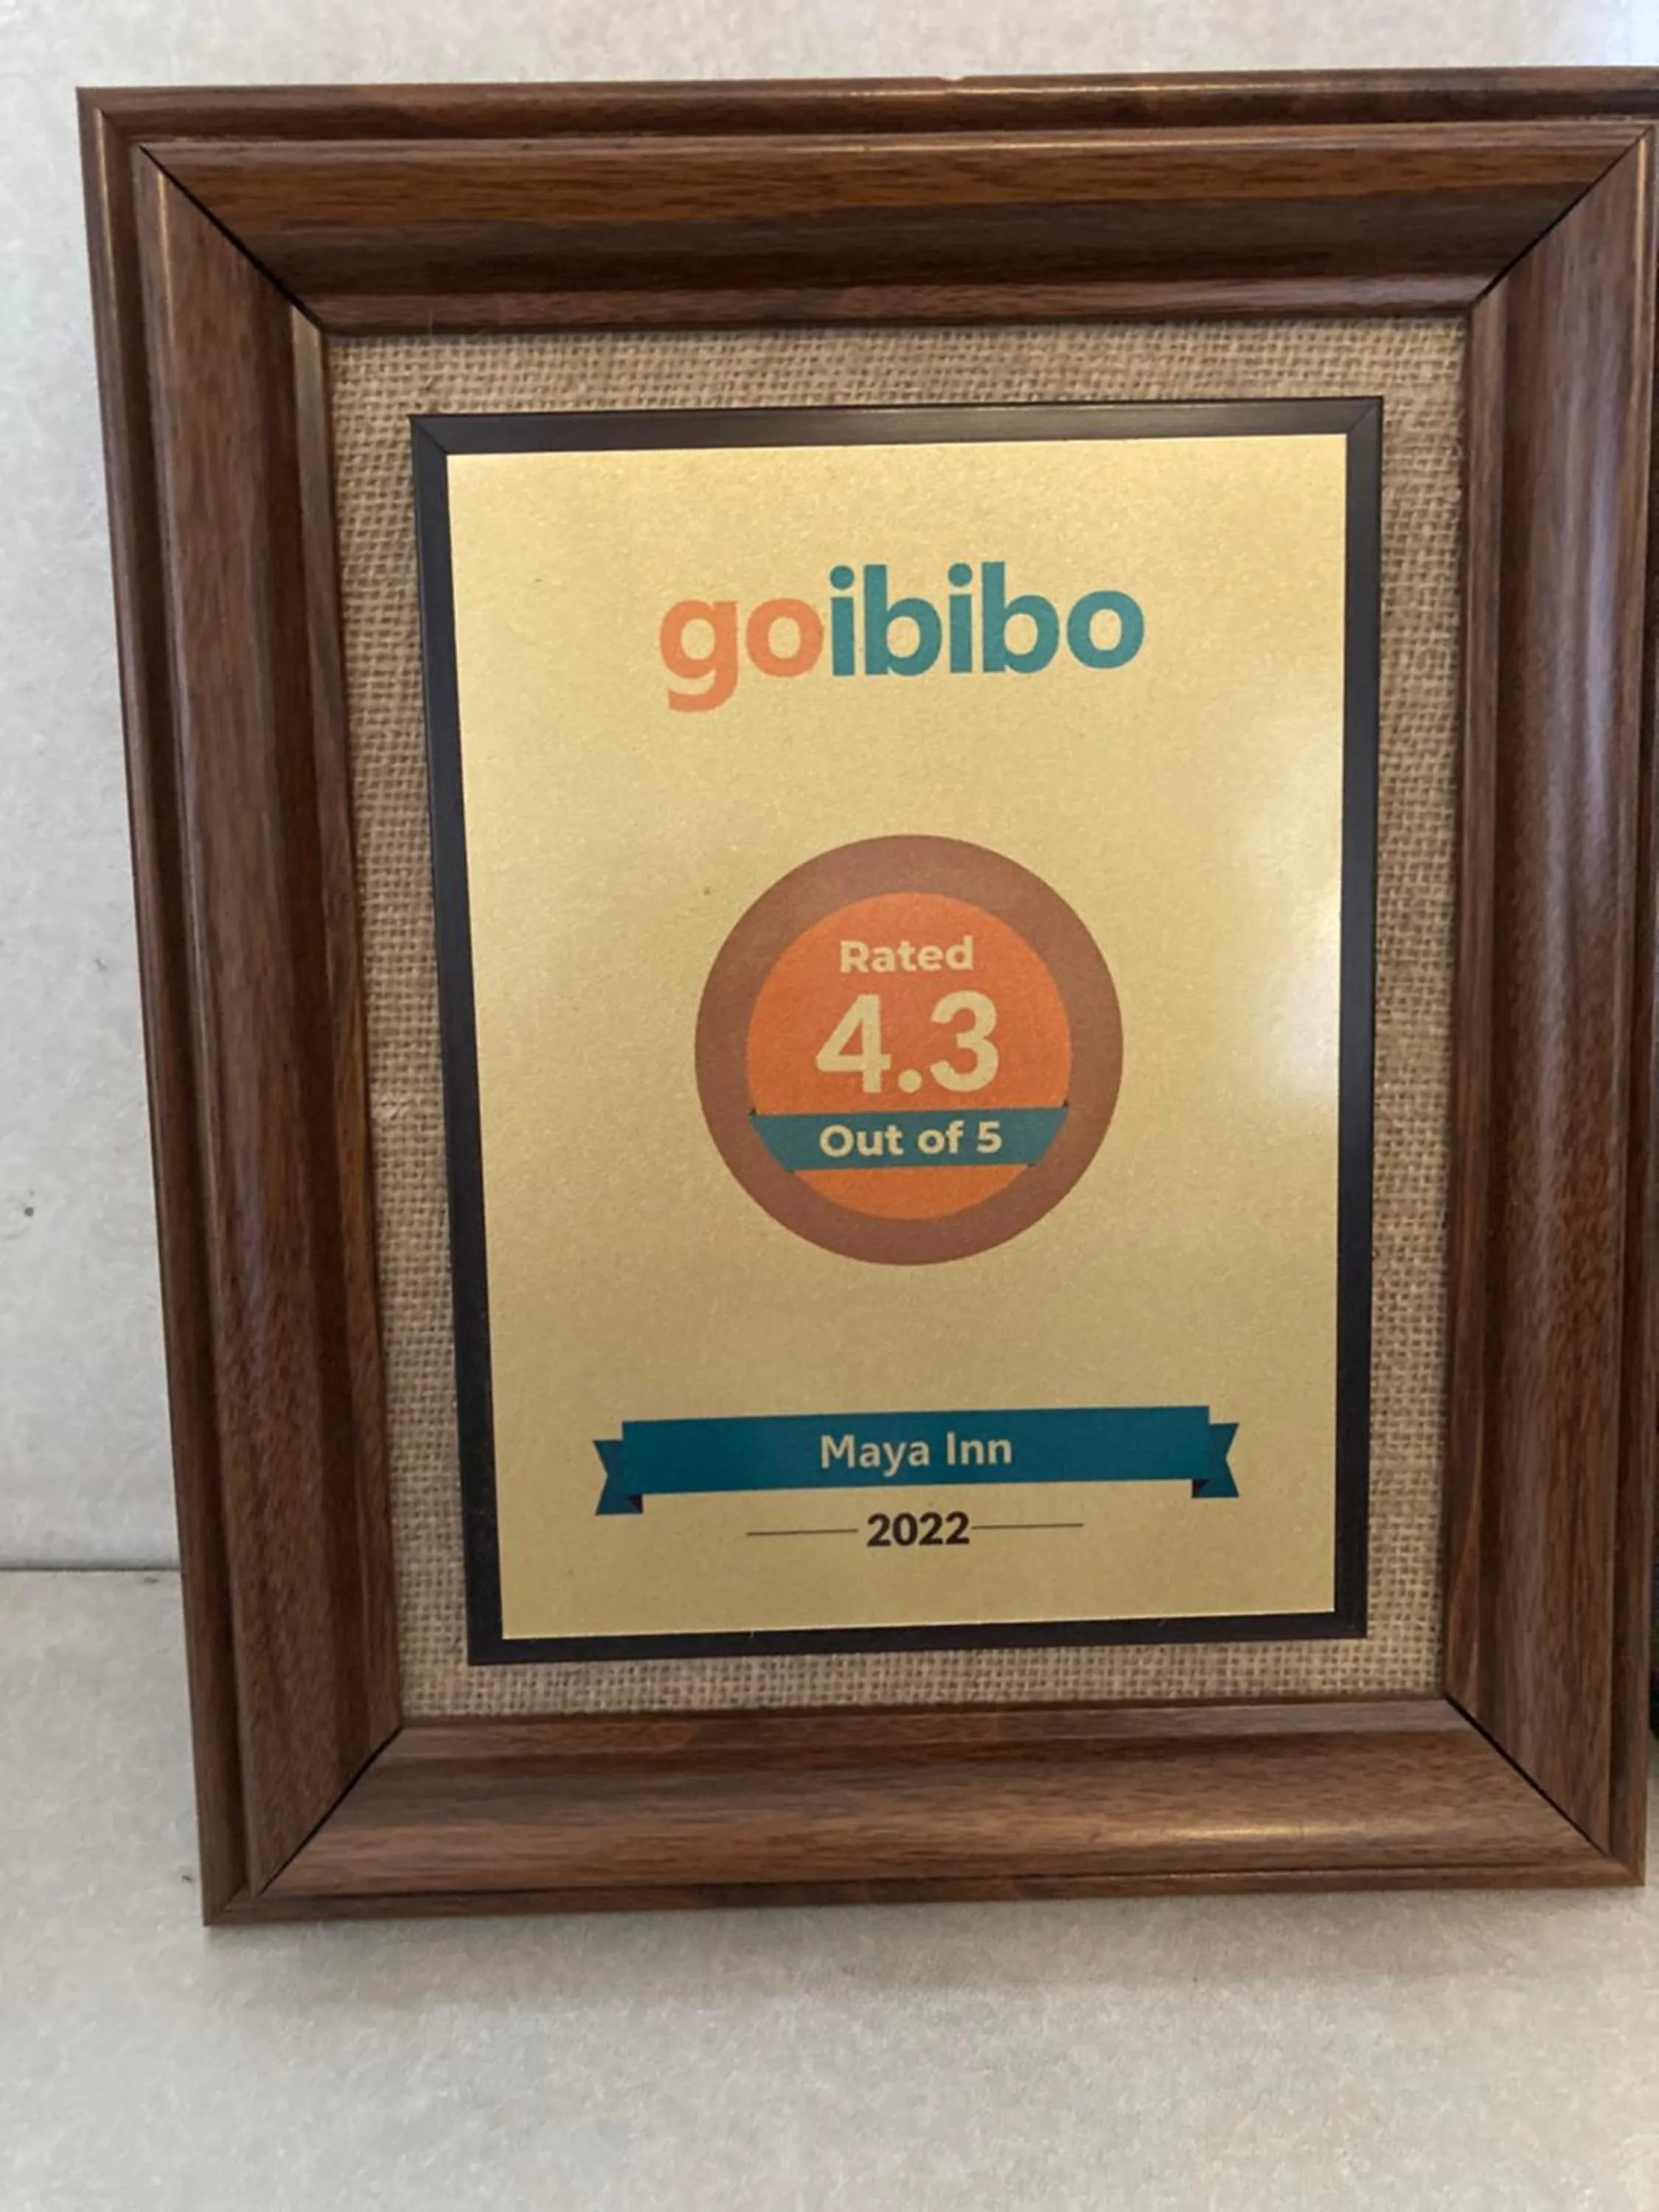 goibibo
Rated
4.3
Out of 5
Maya Inn
2022